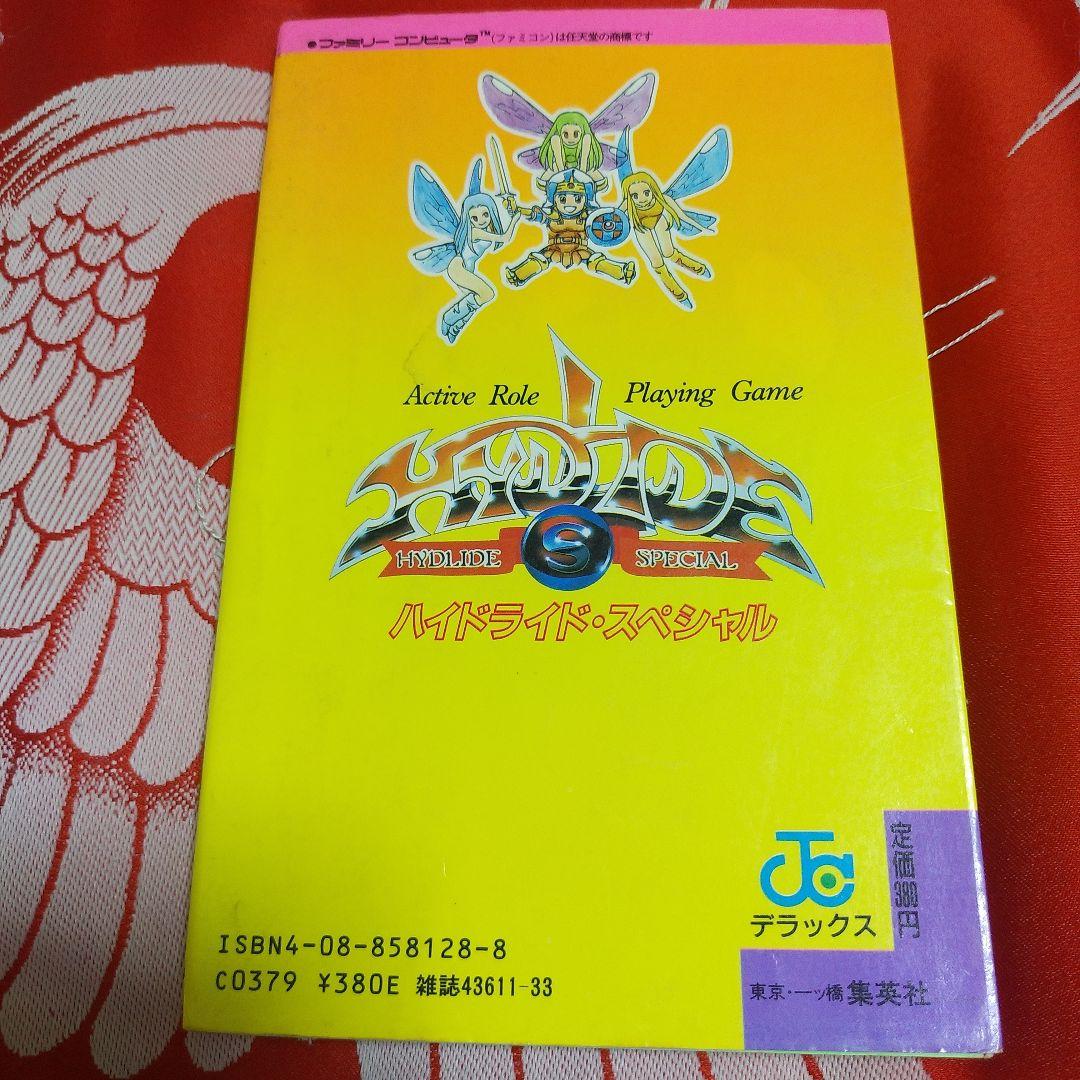 ●ファミリー コンピュータ™(ファミコン)は任天堂の商標です
Active Role Playing Game
HYDLIDE
HYDLIDE S SPECIAL
ハイドライド・スペシャル
JC
デラックス
定価380円
ISBN4-08-858128-8
C0379 ¥380E 雑誌43611-33
東京・一ッ橋 集英社